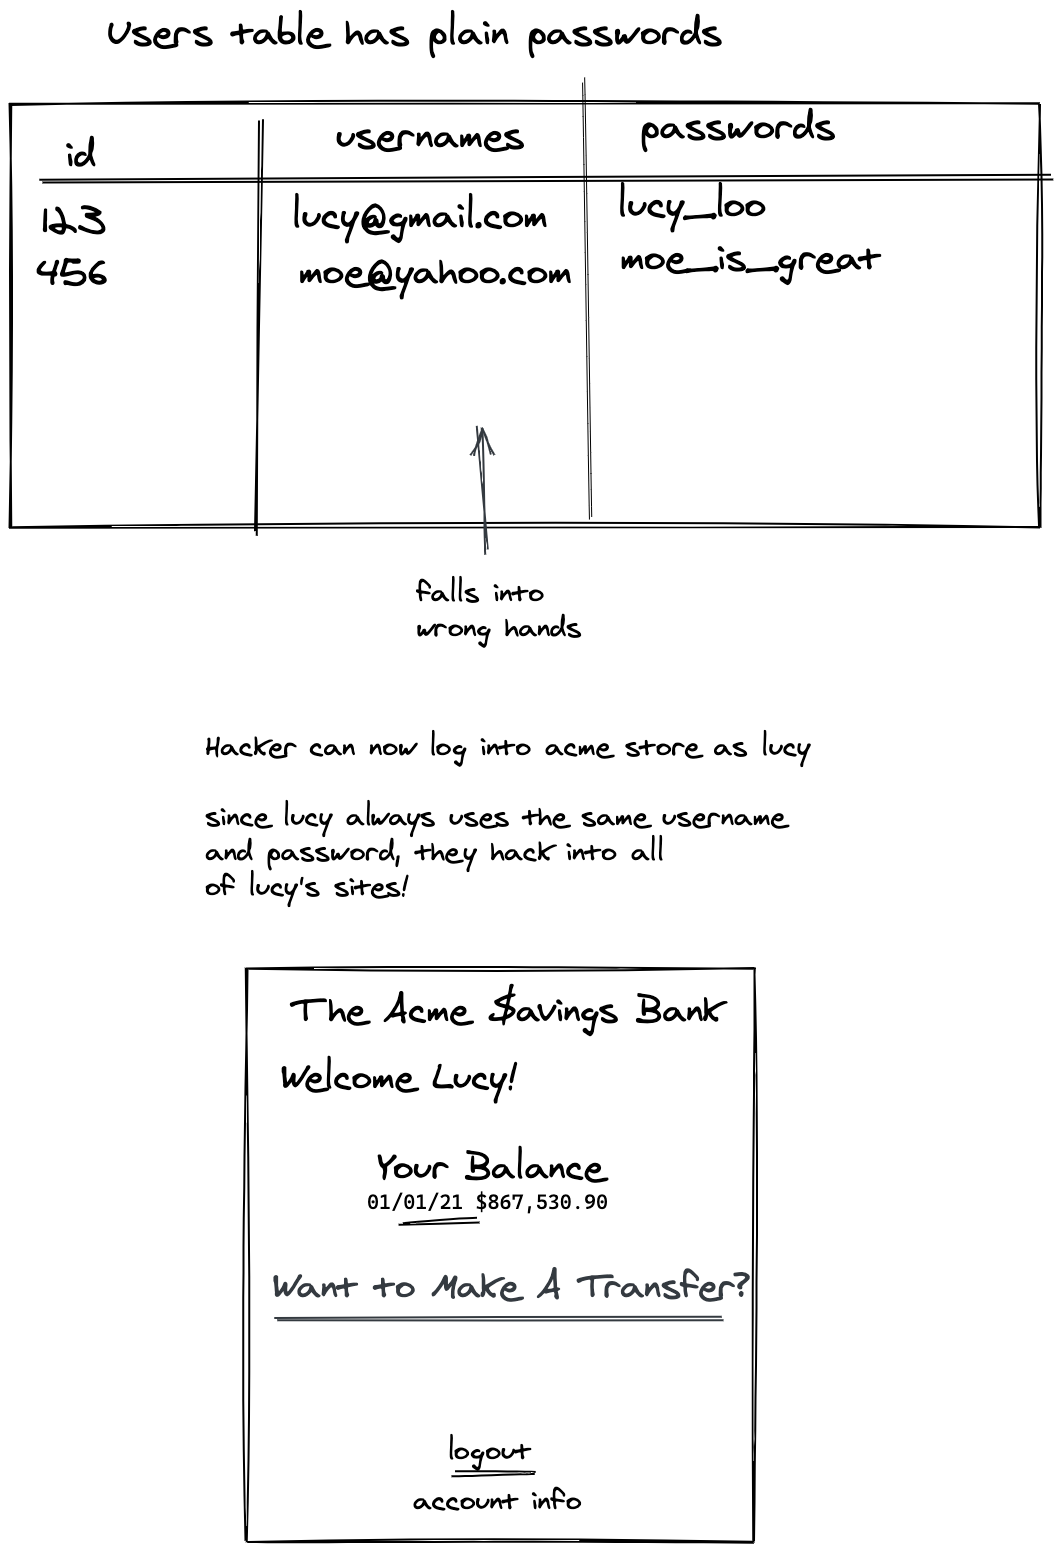 Users table has plain passwords
id usernames passwords
123 lucy@gmail.com lucy_loo
456 moe@yahoo.com moe_is_great
falls into
wrong hands
Hacker can now log into acme store as lucy
since lucy always uses the same username
and password, they hack into all
of lucy's sites!
The Acme $avings Bank
Welcome Lucy!
Your Balance
01/01/21 $867,530.90
Want to Make A Transfer?
logout
account info